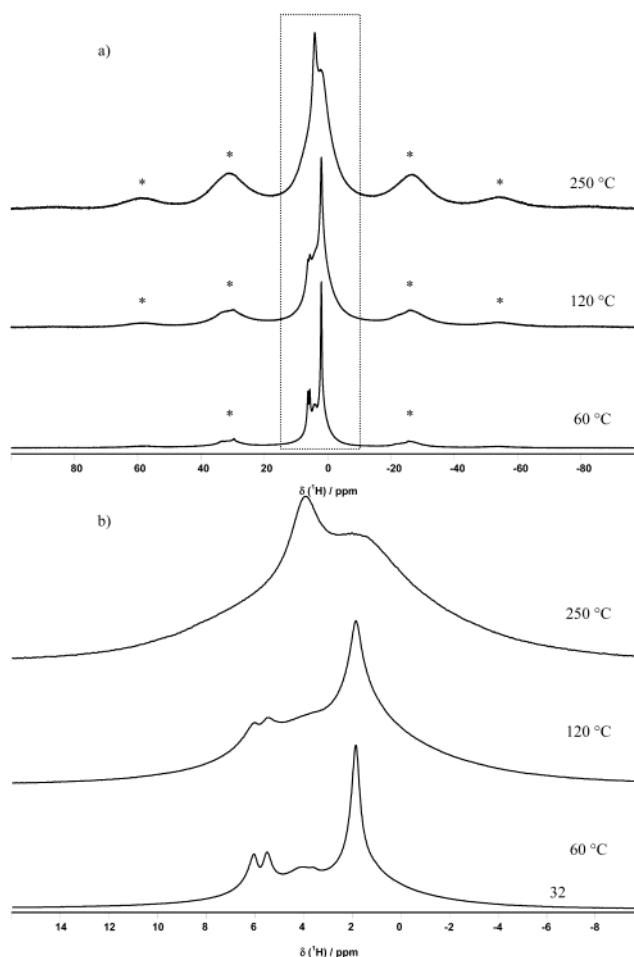 a)
* * * *
250 °C
* * * *
120 °C
* *
60 °C
80 60 40 20 0 -20 -40 -60 -80
δ (¹H) / ppm
b)
250 °C
120 °C
60 °C
32
14 12 10 8 6 4 2 0 -2 -4 -6 -8
δ (¹H) / ppm